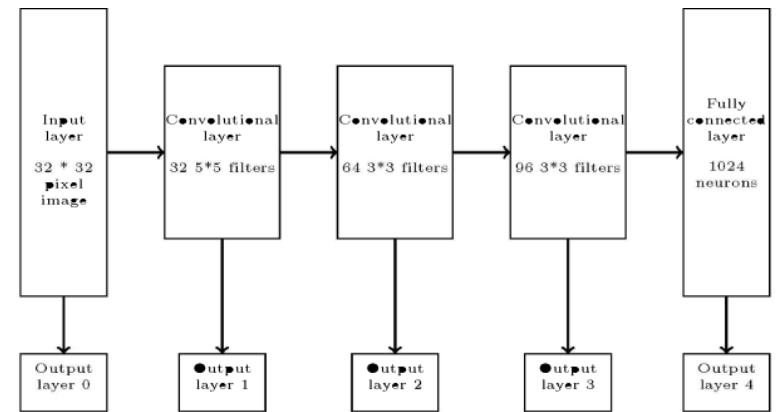 Input
layer
32 * 32
pixel
image
Convolutional
layer
32 5*5 filters
Convolutional
layer
64 3*3 filters
Convolutional
layer
96 3*3 filters
Fully
connected
layer
1024
neurons
Output
layer 0
Output
layer 1
Output
layer 2
Output
layer 3
Output
layer 4